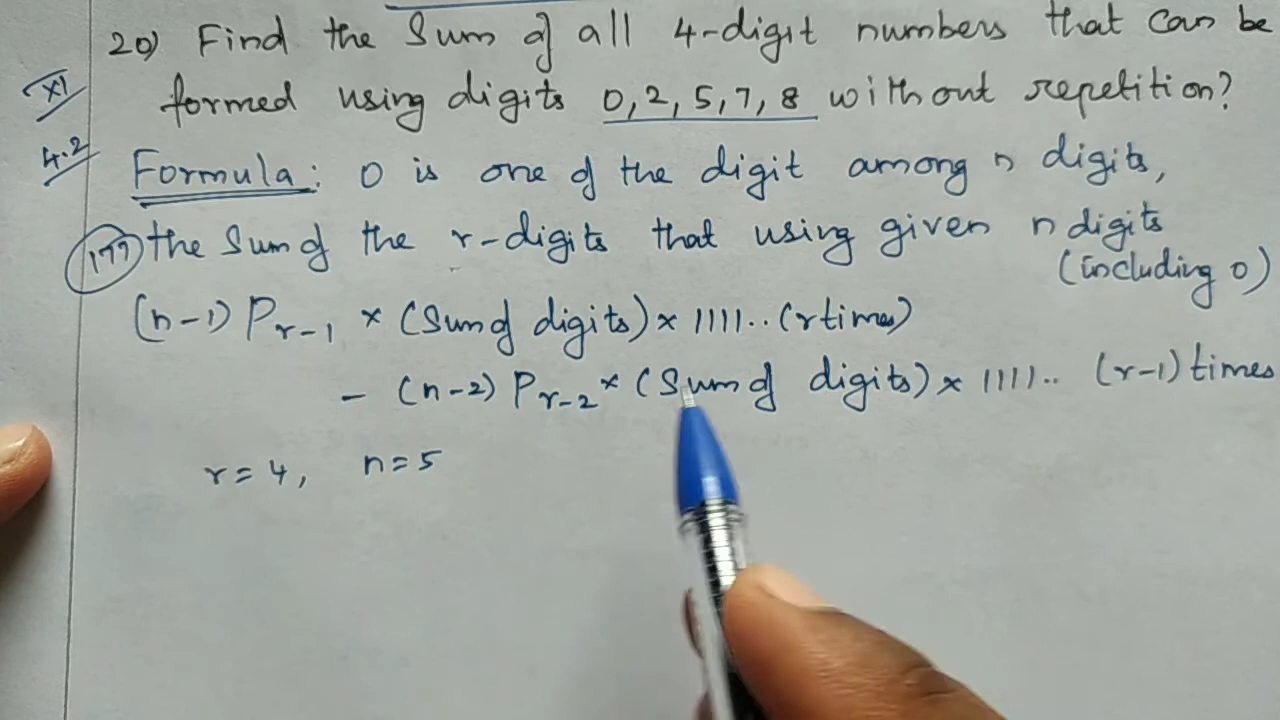 20) Find the Sum of all 4-digit numbers that can be
XI formed using digits 0, 2, 5, 7, 8 without repetition?
4.2 Formula: 0 is one of the digit among n digits,
177 the Sum of the r-digits that using given n digits
(including 0)
(n-1) P r-1 × (Sum of digits) × 1111.. (r times)
- (n-2) P r-2 × (Sum of digits) × 1111.. (r-1) times
r = 4, n = 5